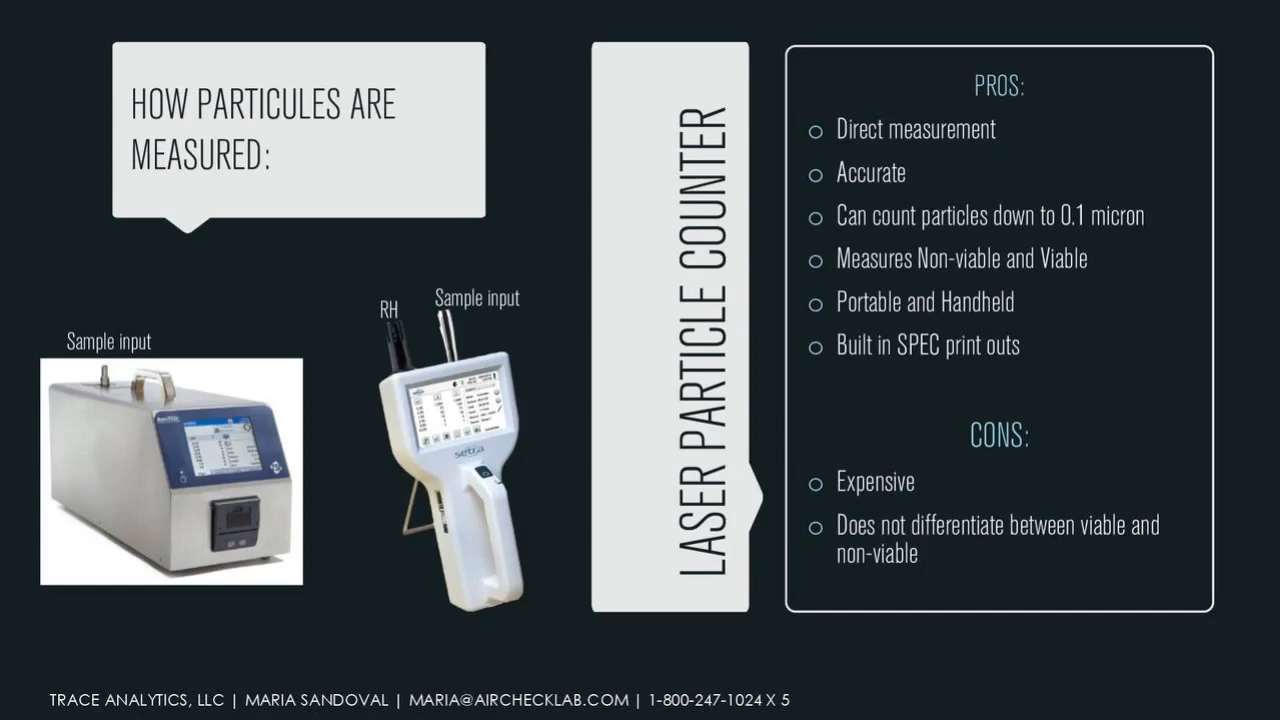 HOW PARTICULES ARE
MEASURED:
Sample input
RH
Sample input
setra
LASER PARTICLE COUNTER
PROS:
Direct measurement
Accurate
Can count particles down to 0.1 micron
Measures Non-viable and Viable
Portable and Handheld
Built in SPEC print outs
CONS:
Expensive
Does not differentiate between viable and
non-viable
TRACE ANALYTICS, LLC | MARIA SANDOVAL | MARIA@AIRCHECKLAB.COM | 1-800-247-1024 X 5